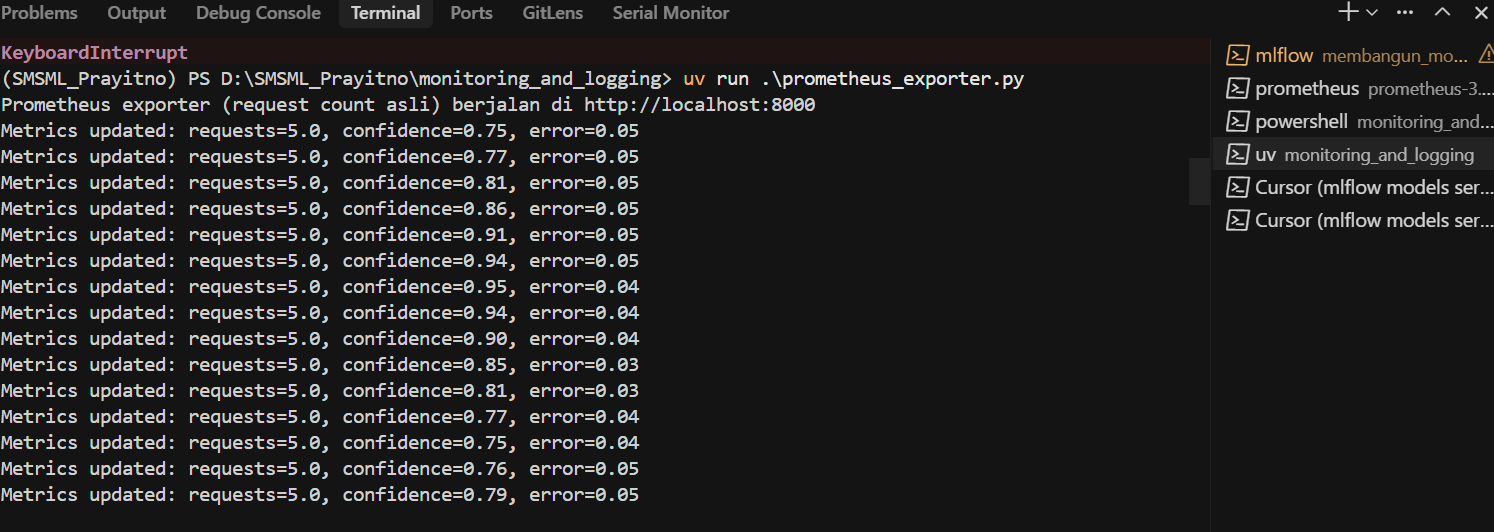 Problems Output Debug Console Terminal Ports GitLens Serial Monitor
KeyboardInterrupt
(SMSML_Prayitno) PS D:\SMSML_Prayitno\monitoring_and_logging> uv run .\prometheus_exporter.py
Prometheus exporter (request count asli) berjalan di http://localhost:8000
Metrics updated: requests=5.0, confidence=0.75, error=0.05
Metrics updated: requests=5.0, confidence=0.77, error=0.05
Metrics updated: requests=5.0, confidence=0.81, error=0.05
Metrics updated: requests=5.0, confidence=0.86, error=0.05
Metrics updated: requests=5.0, confidence=0.91, error=0.05
Metrics updated: requests=5.0, confidence=0.94, error=0.05
Metrics updated: requests=5.0, confidence=0.95, error=0.04
Metrics updated: requests=5.0, confidence=0.94, error=0.04
Metrics updated: requests=5.0, confidence=0.90, error=0.04
Metrics updated: requests=5.0, confidence=0.85, error=0.03
Metrics updated: requests=5.0, confidence=0.81, error=0.03
Metrics updated: requests=5.0, confidence=0.77, error=0.04
Metrics updated: requests=5.0, confidence=0.75, error=0.04
Metrics updated: requests=5.0, confidence=0.76, error=0.05
Metrics updated: requests=5.0, confidence=0.79, error=0.05
mlflow membangun_mo...
prometheus prometheus-3....
powershell monitoring_and...
uv monitoring_and_logging
Cursor (mlflow models ser...
Cursor (mlflow models ser...